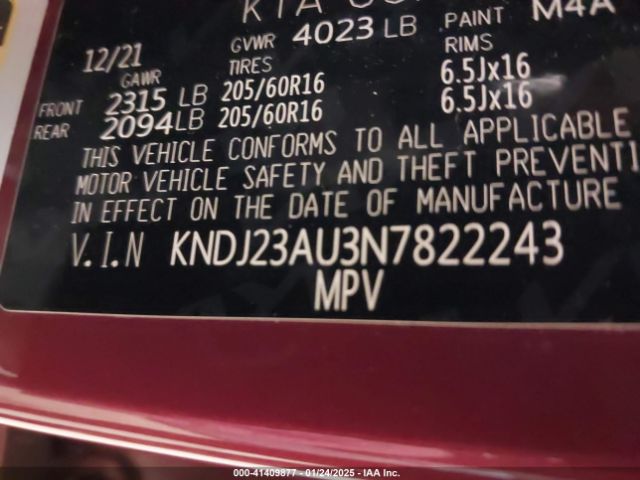 KIA
PAINT M4A
12/21 GVWR 4023 LB RIMS
GAWR TIRES 6.5Jx16
FRONT 2315 LB 205/60R16 6.5Jx16
REAR 2094LB 205/60R16
THIS VEHICLE CONFORMS TO ALL APPLICABLE
MOTOR VEHICLE SAFETY AND THEFT PREVENTI
IN EFFECT ON THE DATE OF MANUFACTURE
V.I.N KNDJ23AU3N7822243
MPV
000-41409877 - 01/24/2025 - IAA Inc.